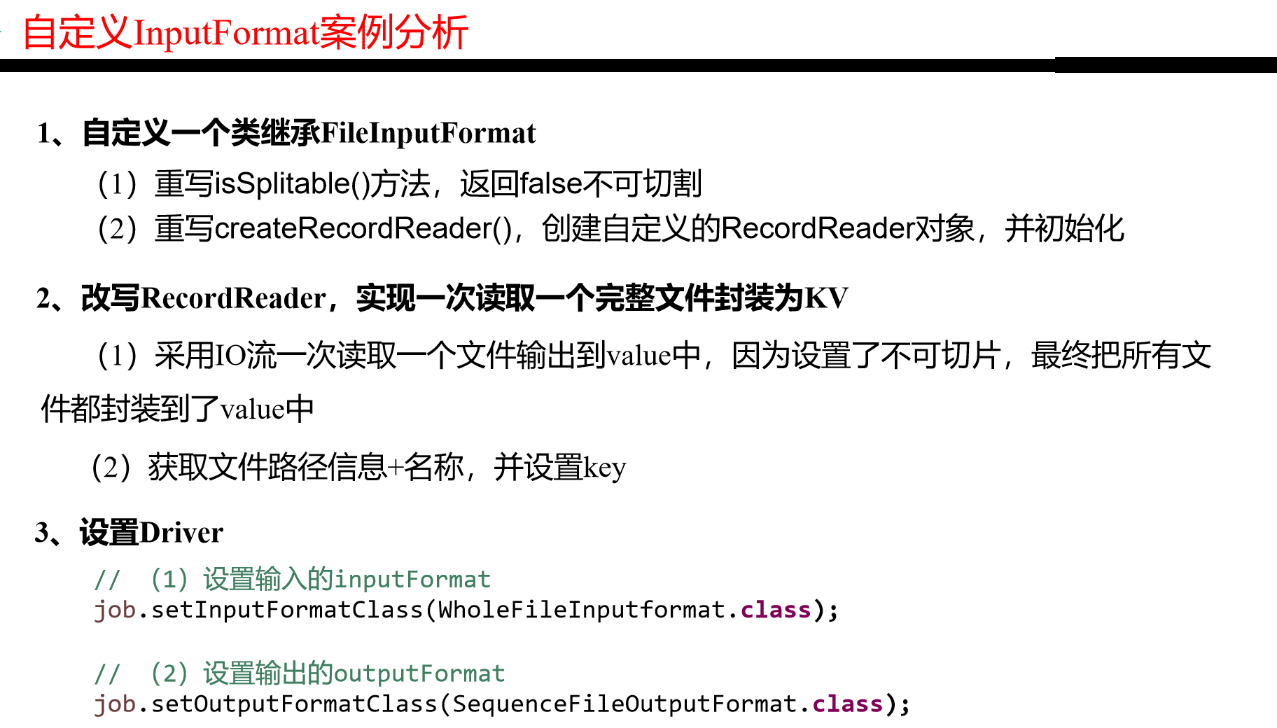 自定义InputFormat案例分析
1、自定义一个类继承FileInputFormat
（1）重写isSplitable()方法，返回false不可切割
（2）重写createRecordReader()，创建自定义的RecordReader对象，并初始化
2、改写RecordReader，实现一次读取一个完整文件封装为KV
（1）采用IO流一次读取一个文件输出到value中，因为设置了不可切片，最终把所有文
件都封装到了value中
（2）获取文件路径信息+名称，并设置key
3、设置Driver
// （1）设置输入的inputFormat
job.setInputFormatClass(WholeFileInputformat.class);
// （2）设置输出的outputFormat
job.setOutputFormatClass(SequenceFileOutputFormat.class);